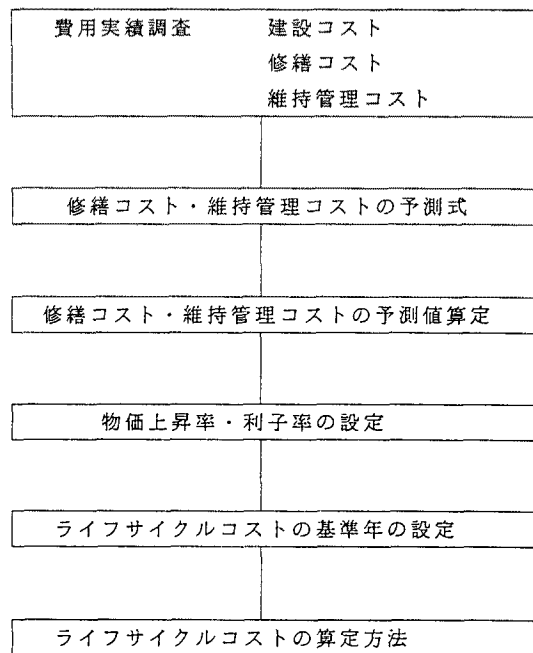 費用実績調査　建設コスト
修繕コスト
維持管理コスト
修繕コスト・維持管理コストの予測式
修繕コスト・維持管理コストの予測値算定
物価上昇率・利子率の設定
ライフサイクルコストの基準年の設定
ライフサイクルコストの算定方法